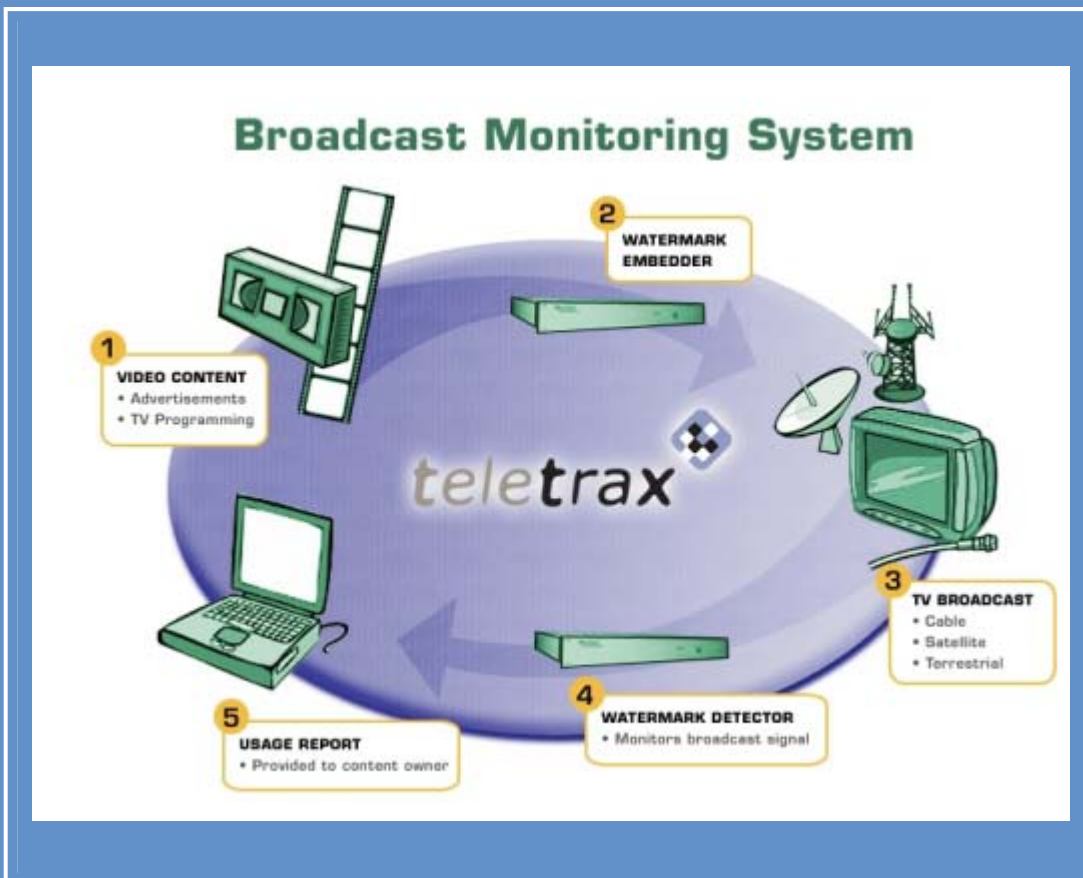 Broadcast Monitoring System
2
WATERMARK
EMBEDDER
1
VIDEO CONTENT
• Advertisements
• TV Programming
teletrax
3
TV BROADCAST
• Cable
• Satellite
• Terrestrial
4
WATERMARK DETECTOR
• Monitors broadcast signal
5
USAGE REPORT
• Provided to content owner